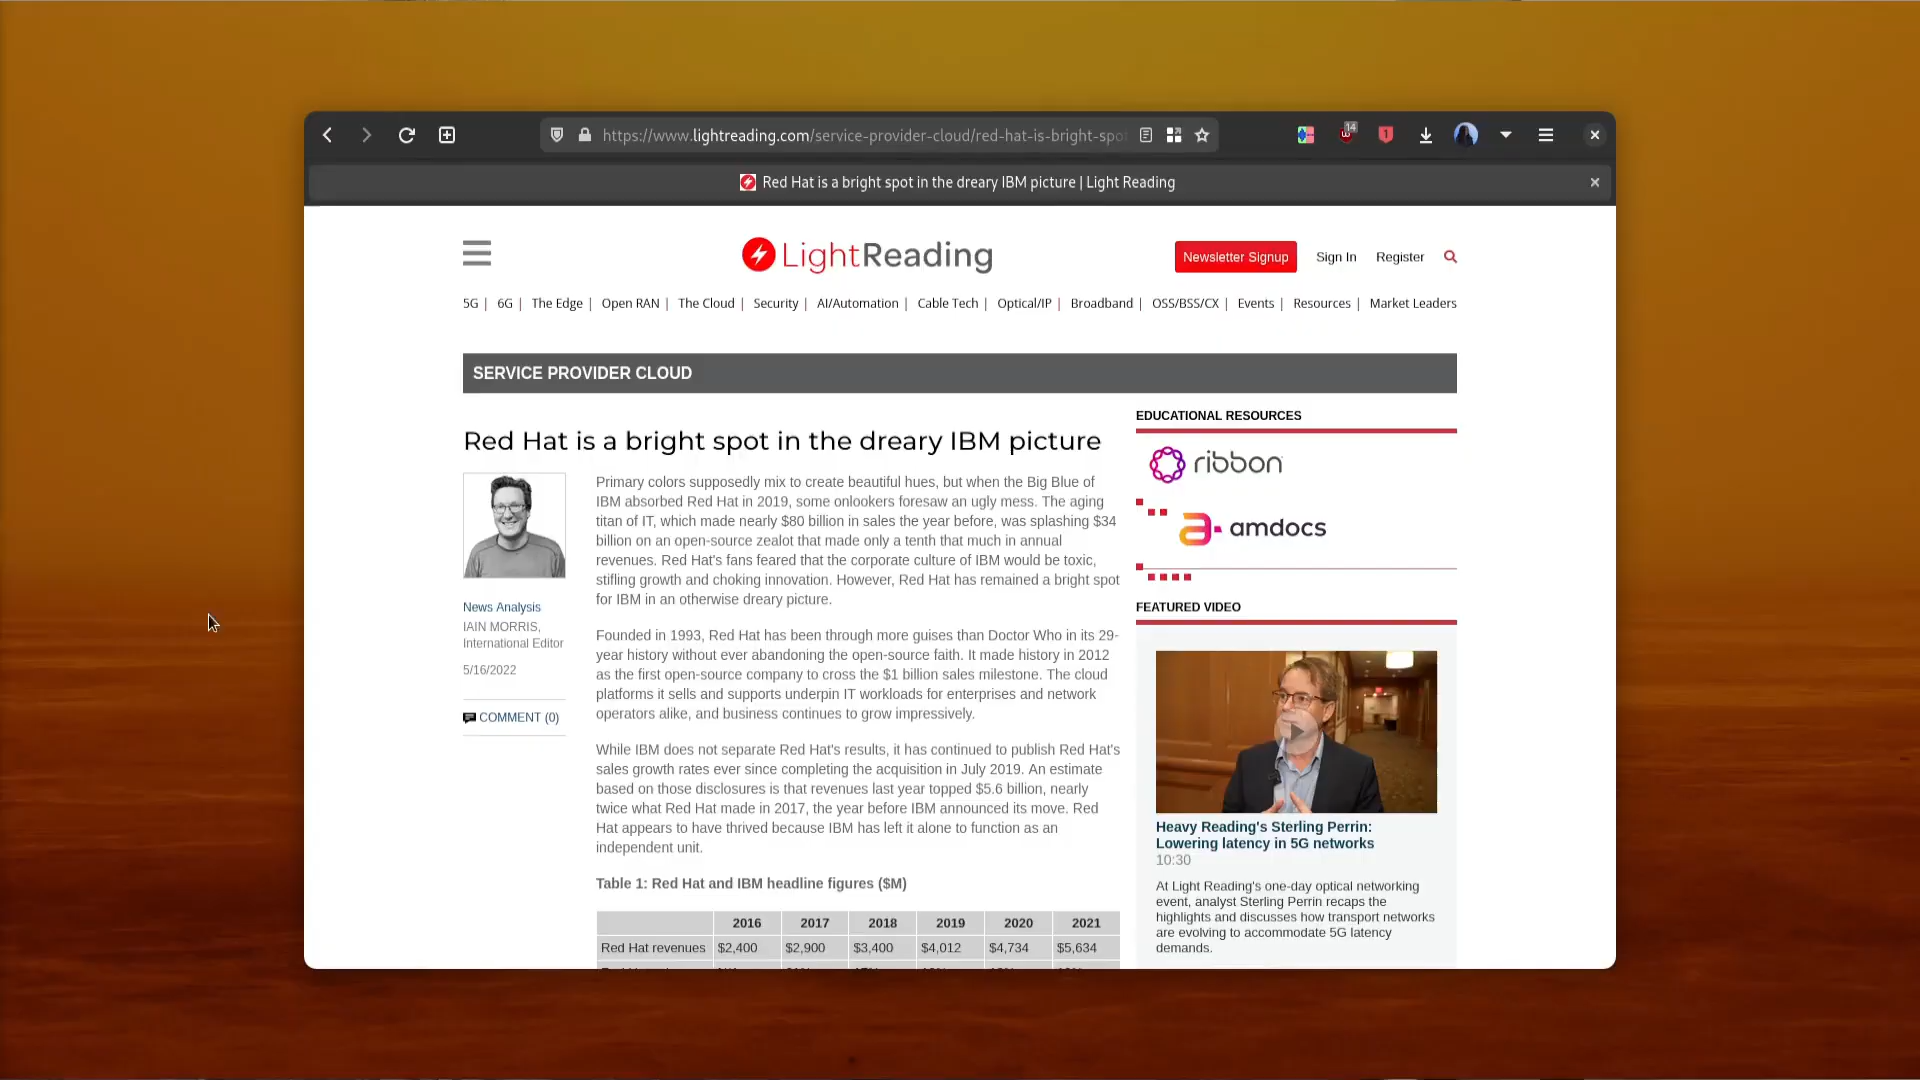 https://www.lightreading.com/service-provider-cloud/red-hat-is-bright-spo
14
1
Red Hat is a bright spot in the dreary IBM picture | Light Reading
LightReading
Newsletter Signup
Sign In
Register
5G | 6G | The Edge | Open RAN | The Cloud | Security | AI/Automation | Cable Tech | Optical/IP | Broadband | OSS/BSS/CX | Events | Resources | Market Leaders
SERVICE PROVIDER CLOUD
Red Hat is a bright spot in the dreary IBM picture
News Analysis
IAIN MORRIS,
International Editor
5/16/2022
COMMENT (0)
Primary colors supposedly mix to create beautiful hues, but when the Big Blue of
IBM absorbed Red Hat in 2019, some onlookers foresaw an ugly mess. The aging
titan of IT, which made nearly $80 billion in sales the year before, was splashing $34
billion on an open-source zealot that made only a tenth that much in annual
revenues. Red Hat's fans feared that the corporate culture of IBM would be toxic,
stifling growth and choking innovation. However, Red Hat has remained a bright spot
for IBM in an otherwise dreary picture.
Founded in 1993, Red Hat has been through more guises than Doctor Who in its 29-
year history without ever abandoning the open-source faith. It made history in 2012
as the first open-source company to cross the $1 billion sales milestone. The cloud
platforms it sells and supports underpin IT workloads for enterprises and network
operators alike, and business continues to grow impressively.
While IBM does not separate Red Hat's results, it has continued to publish Red Hat's
sales growth rates ever since completing the acquisition in July 2019. An estimate
based on those disclosures is that revenues last year topped $5.6 billion, nearly
twice what Red Hat made in 2017, the year before IBM announced its move. Red
Hat appears to have thrived because IBM has left it alone to function as an
independent unit.
Table 1: Red Hat and IBM headline figures ($M)
2016 2017 2018 2019 2020 2021
Red Hat revenues $2,400 $2,900 $3,400 $4,012 $4,734 $5,634
EDUCATIONAL RESOURCES
ribbon
amdocs
FEATURED VIDEO
Heavy Reading's Sterling Perrin:
Lowering latency in 5G networks
10:30
At Light Reading's one-day optical networking
event, analyst Sterling Perrin recaps the
highlights and discusses how transport networks
are evolving to accommodate 5G latency
demands.